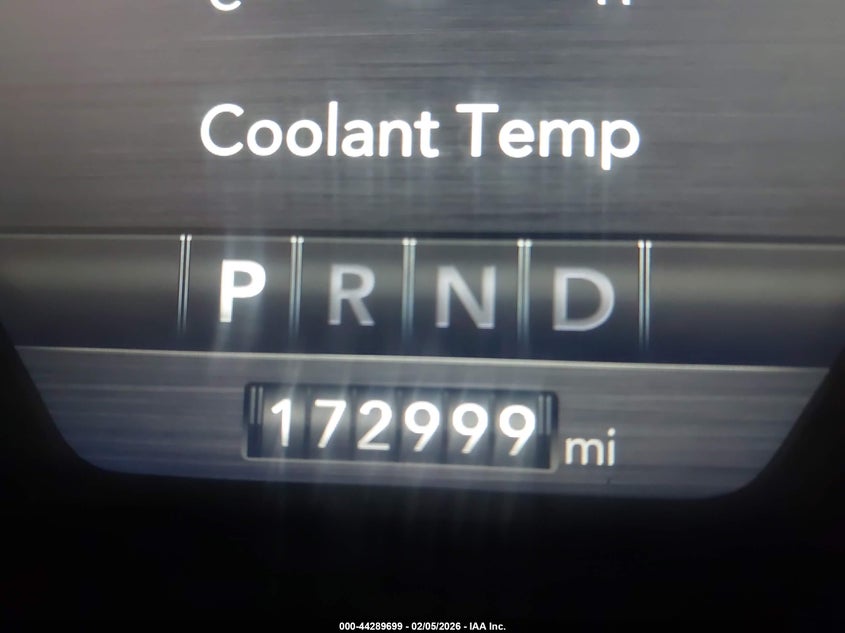 Coolant Temp
P R N D
172999 mi
000-44289699 - 02/05/2026 - IAA Inc.